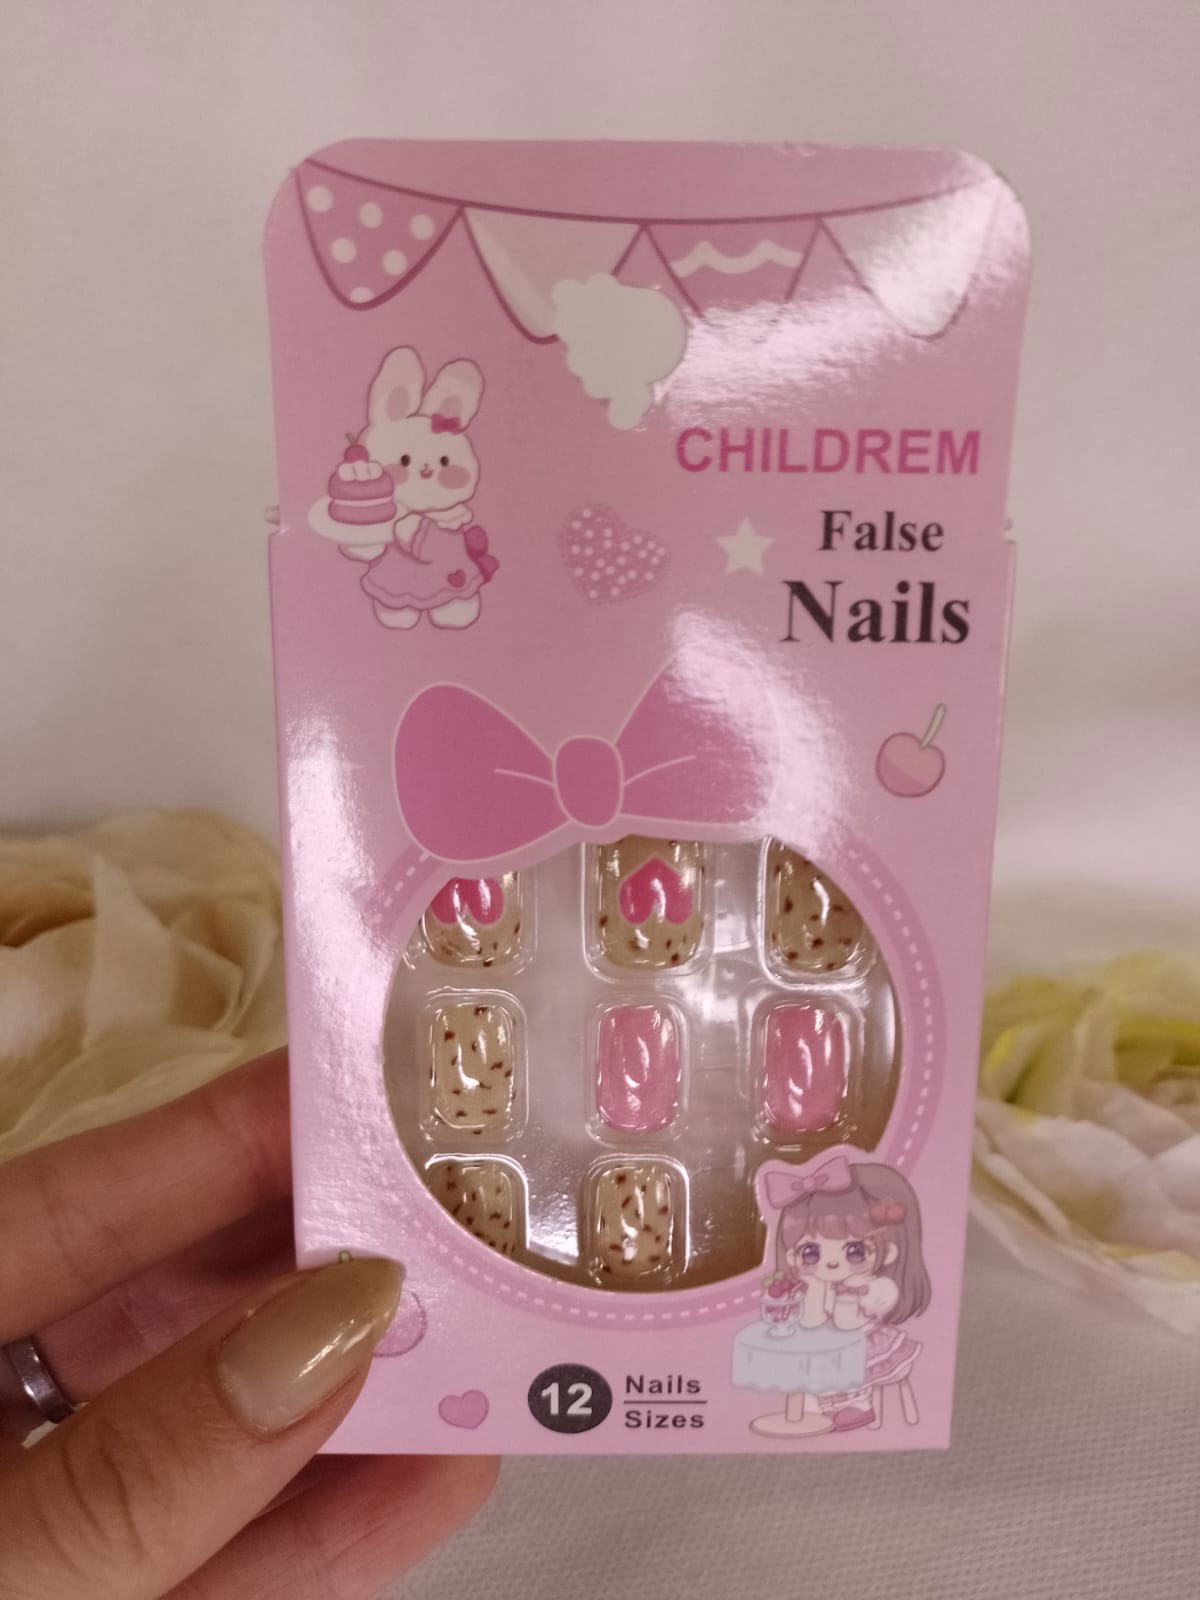 CHILDREM
False
Nails
12
Nails
Sizes